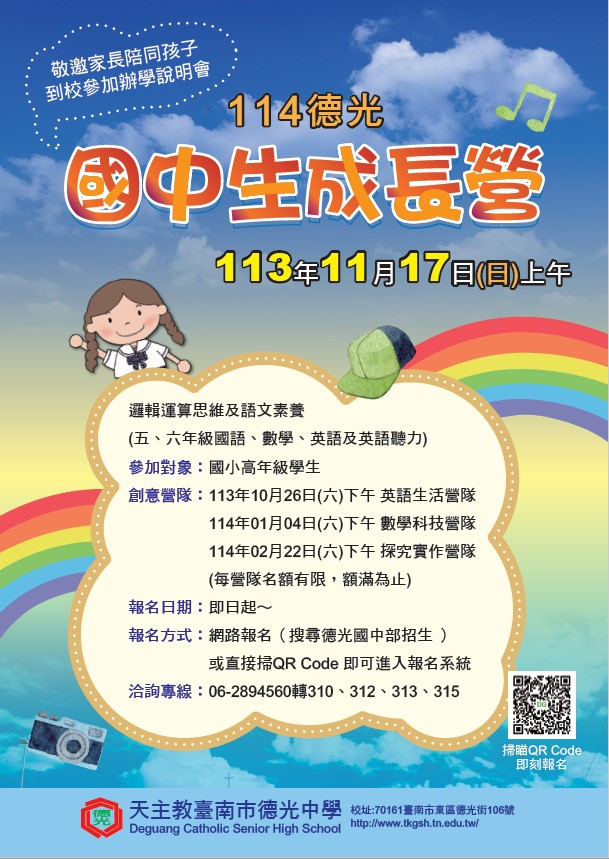 敬邀家長陪同孩子
到校參加辦學說明會
114德光
國中生成長營
113年11月17日(日)上午
邏輯運算思維及語文素養
(五、六年級國語、數學、英語及英語聽力)
參加對象：國小高年級學生
創意營隊：113年10月26日(六)下午 英語生活營隊
114年01月04日(六)下午 數學科技營隊
114年02月22日(六)下午 探究實作營隊
(每營隊名額有限，額滿為止)
報名日期：即日起～
報名方式：網路報名（搜尋德光國中部招生 ）
或直接掃QR Code 即可進入報名系統
洽詢專線：06-2894560轉310、312、313、315
DG
掃瞄QR Code
即刻報名
德光
天主教臺南市德光中學
Deguang Catholic Senior High School
校址:70161臺南市東區德光街106號
http://www.tkgsh.tn.edu.tw/